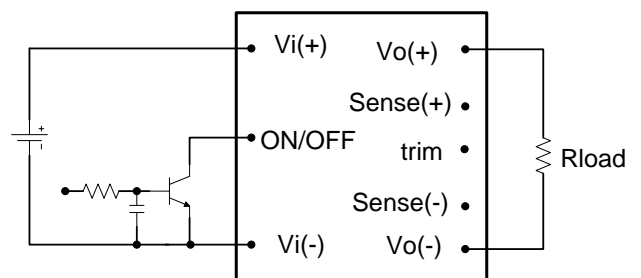 Vi(+)
Vo(+)
Sense(+)
+
-
ON/OFF
trim
Rload
Sense(-)
Vi(-)
Vo(-)